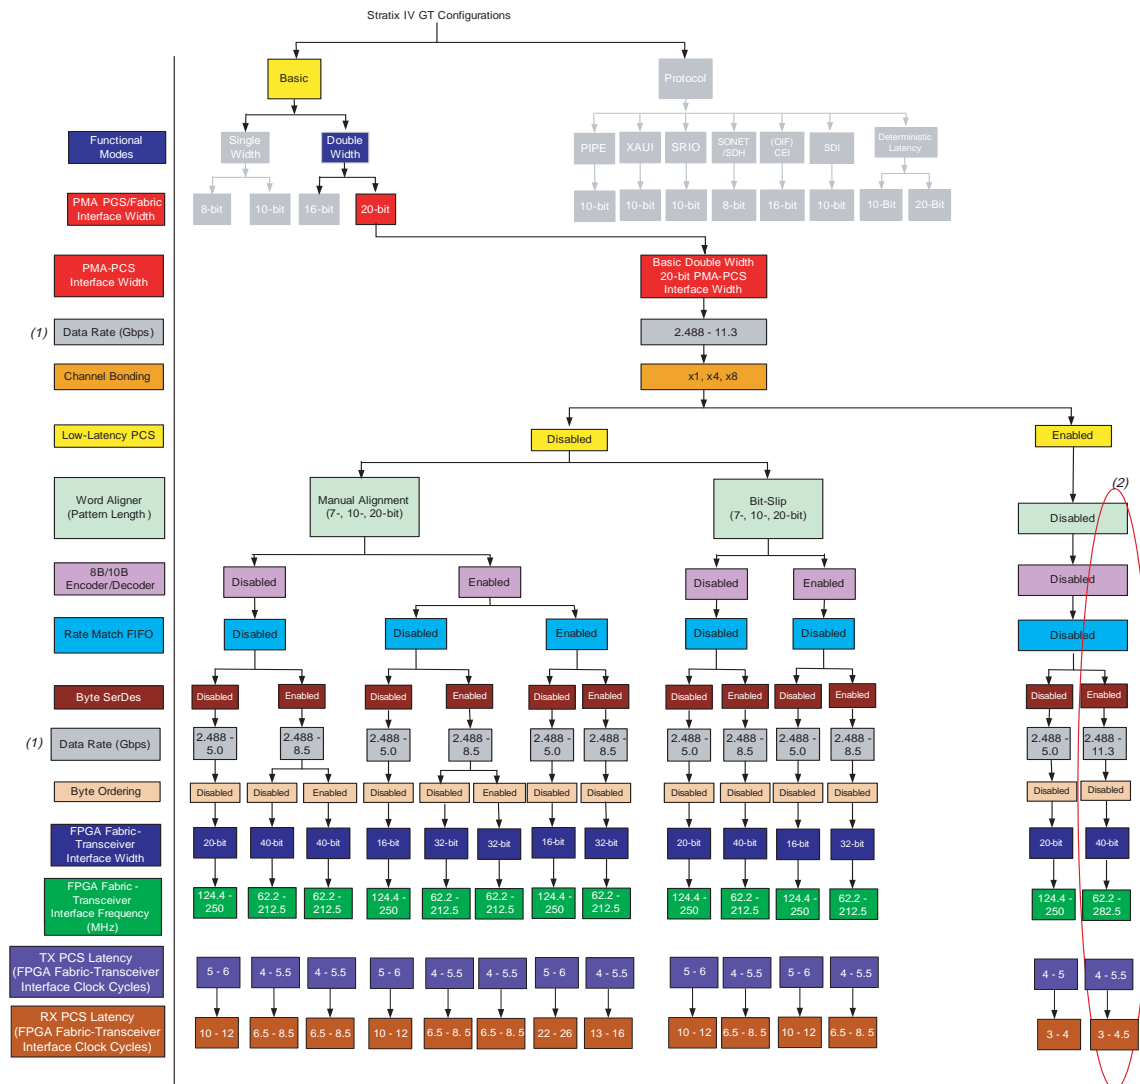 Stratix IV GT Configurations
Basic
Protocol
Functional
Modes
Single
Width
Double
Width
PIPE
XAUI
SRIO
SONET
/SDH
(OIF)
CEI
SDI
Deterministic
Latency
PMA PGS/Fabric
Interface Width
8-bit
10-bit
16-bit
20-bit
10-bit
10-bit
10-bit
8-bit
16-bit
10-bit
10-Bit
20-Bit
PMA-PCS
Interface Width
Basic Double Width
20-bit PMA-PCS
Interface Width
(1)
Data Rate (Gbps)
2.488 - 11.3
Channel Bonding
x1, x4, x8
Low-Latency PCS
Disabled
Enabled
Word Aligner
(Pattern Length )
Manual Alignment
(7-, 10-, 20-bit)
Bit-Slip
(7-, 10-, 20-bit)
(2)
Disabled
8B/10B
Encoder/Decoder
Disabled
Enabled
Disabled
Enabled
Disabled
Rate Match FIFO
Disabled
Disabled
Enabled
Disabled
Disabled
Disabled
Byte SerDes
Disabled
Enabled
Disabled
Enabled
Disabled
Enabled
Disabled
Enabled
Disabled
Enabled
Disabled
Enabled
(1)
Data Rate (Gbps)
2.488 -
5.0
2.488 -
8.5
2.488 -
5.0
2.488 -
8.5
2.488 -
5.0
2.488 -
8.5
2.488 -
5.0
2.488 -
8.5
2.488 -
5.0
2.488 -
8.5
2.488 -
5.0
2.488 -
11.3
Byte Ordering
Disabled
Disabled
Enabled
Disabled
Disabled
Enabled
Disabled
Disabled
Disabled
Disabled
Disabled
Disabled
Disabled
Disabled
FPGA Fabric-
Transceiver
Interface Width
20-bit
40-bit
40-bit
16-bit
32-bit
32-bit
16-bit
32-bit
20-bit
40-bit
16-bit
32-bit
20-bit
40-bit
FPGA Fabric -
Transceiver
Interface Frequency
(MHz)
124.4 -
250
62.2 -
212.5
62.2 -
212.5
124.4 -
250
62.2 -
212.5
62.2 -
212.5
124.4 -
250
62.2 -
212.5
124.4 -
250
62.2 -
212.5
124.4 -
250
62.2 -
212.5
124.4 -
250
62.2 -
282.5
TX PCS Latency
(FPGA Fabric-Transceiver
Interface Clock Cycles)
5 - 6
4 - 5.5
4 - 5.5
5 - 6
4 - 5.5
4 - 5.5
5 - 6
4 - 5.5
5 - 6
4 - 5.5
5 - 6
4 - 5.5
4 - 5
4 - 5.5
RX PCS Latency
(FPGA Fabric-Transceiver
Interface Clock Cycles)
10 - 12
6.5 - 8.5
6.5 - 8.5
10 - 12
6.5 - 8. 5
6.5 - 8. 5
22 - 26
13 - 16
10 - 12
6.5 - 8. 5
10 - 12
6.5 - 8. 5
3 - 4
3 - 4.5